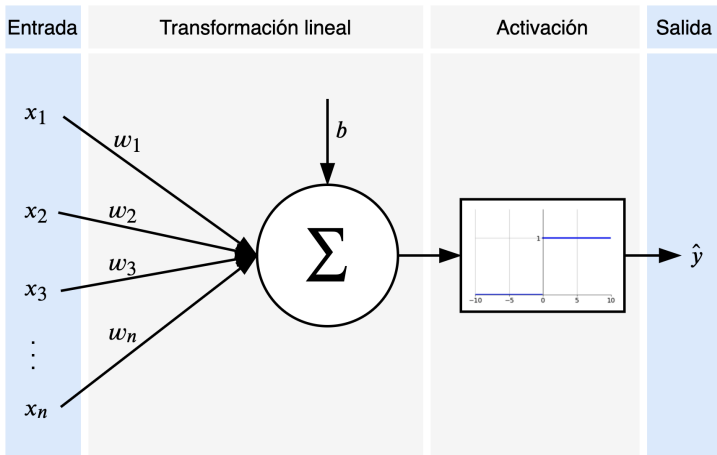 Entrada Transformación lineal Activación Salida
x₁
w₁
b
x₂
w₂
Σ
1
ŷ
w₃
x₃
−10 −5 0 5 10
wₙ
⋮
xₙ